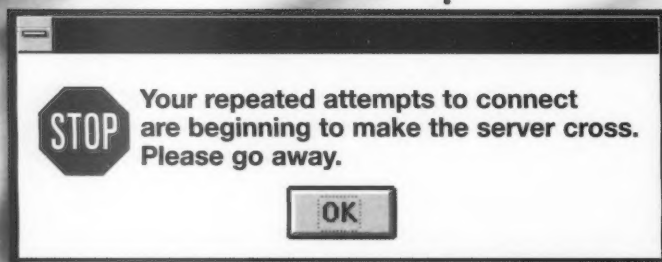 STOP
Your repeated attempts to connect
are beginning to make the server cross.
Please go away.
OK